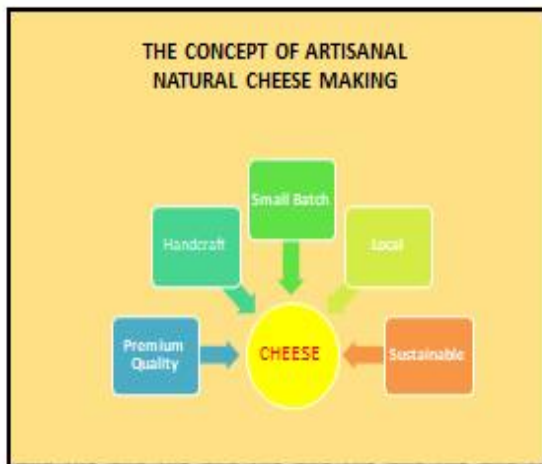 THE CONCEPT OF ARTISANAL
NATURAL CHEESE MAKING
Small Batch
Handcraft
Local
Premium
Quality
CHEESE
Sustainable